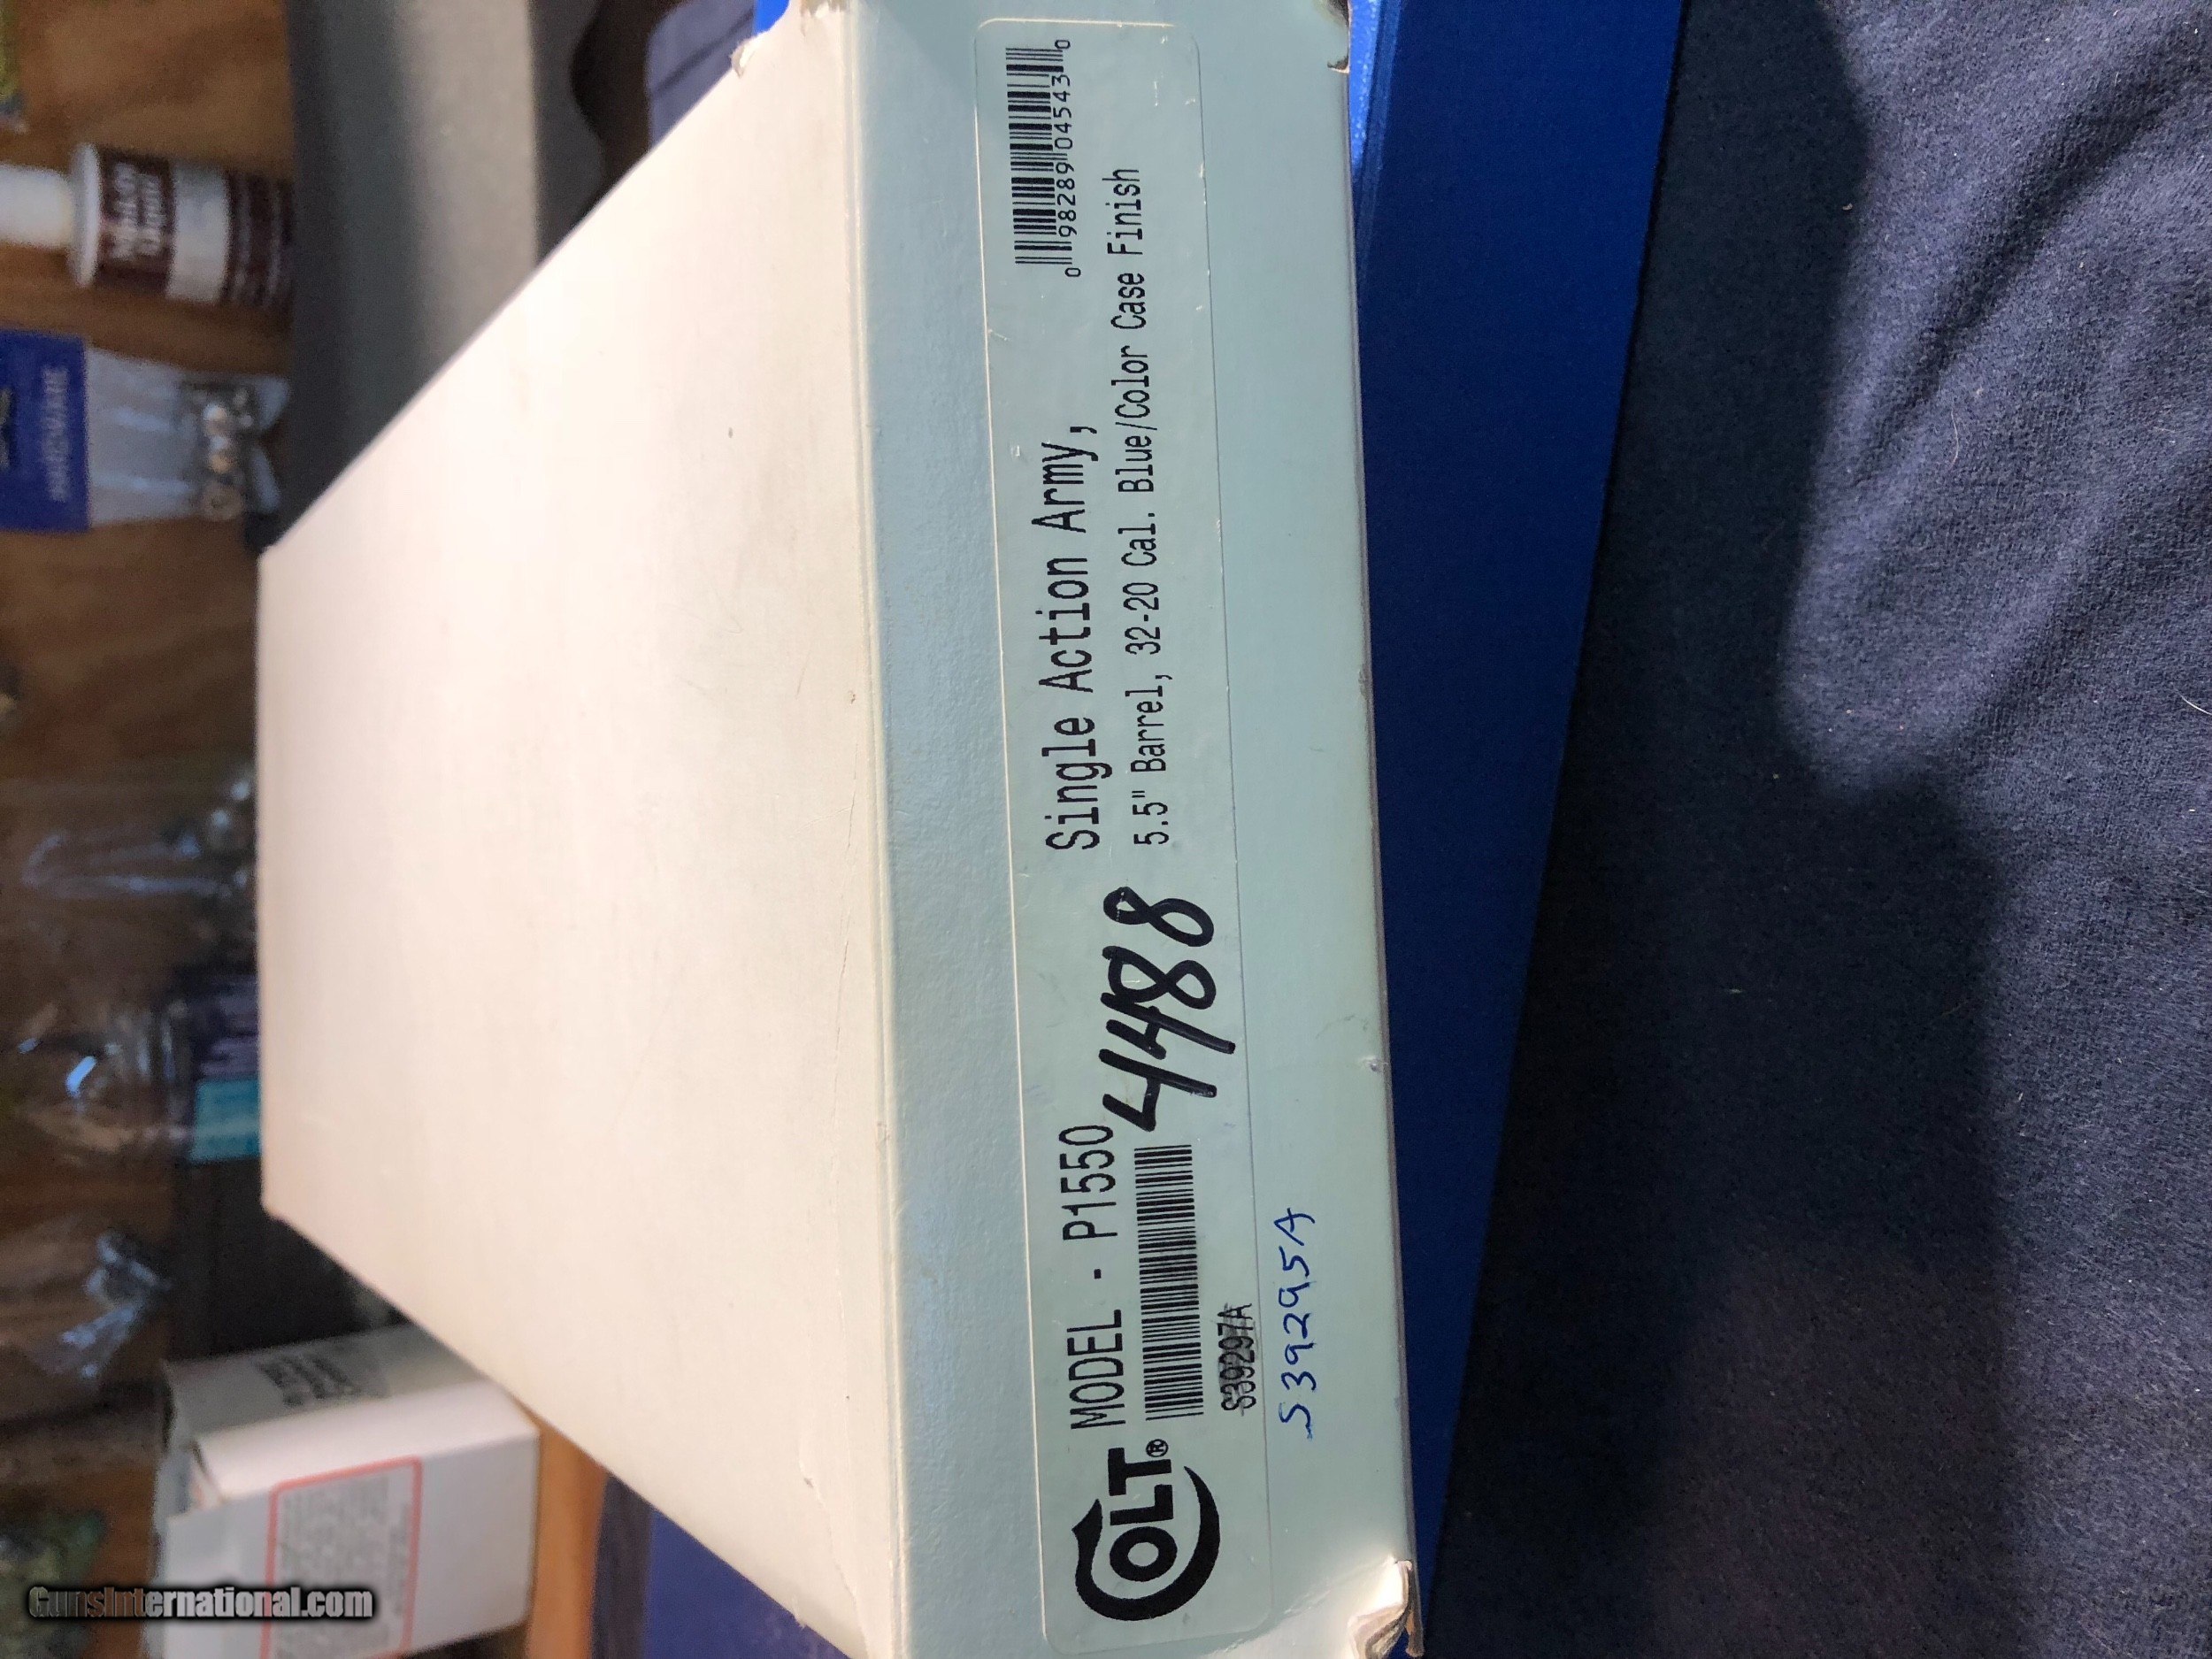 COLT®
MODEL - P1550
4488
S39297A
S39295A
Single Action Army,
5.5" Barrel, 32-20 Cal. Blue/Color Case Finish
0 98289 04543 0
HARDWARE
GunsInternational.com